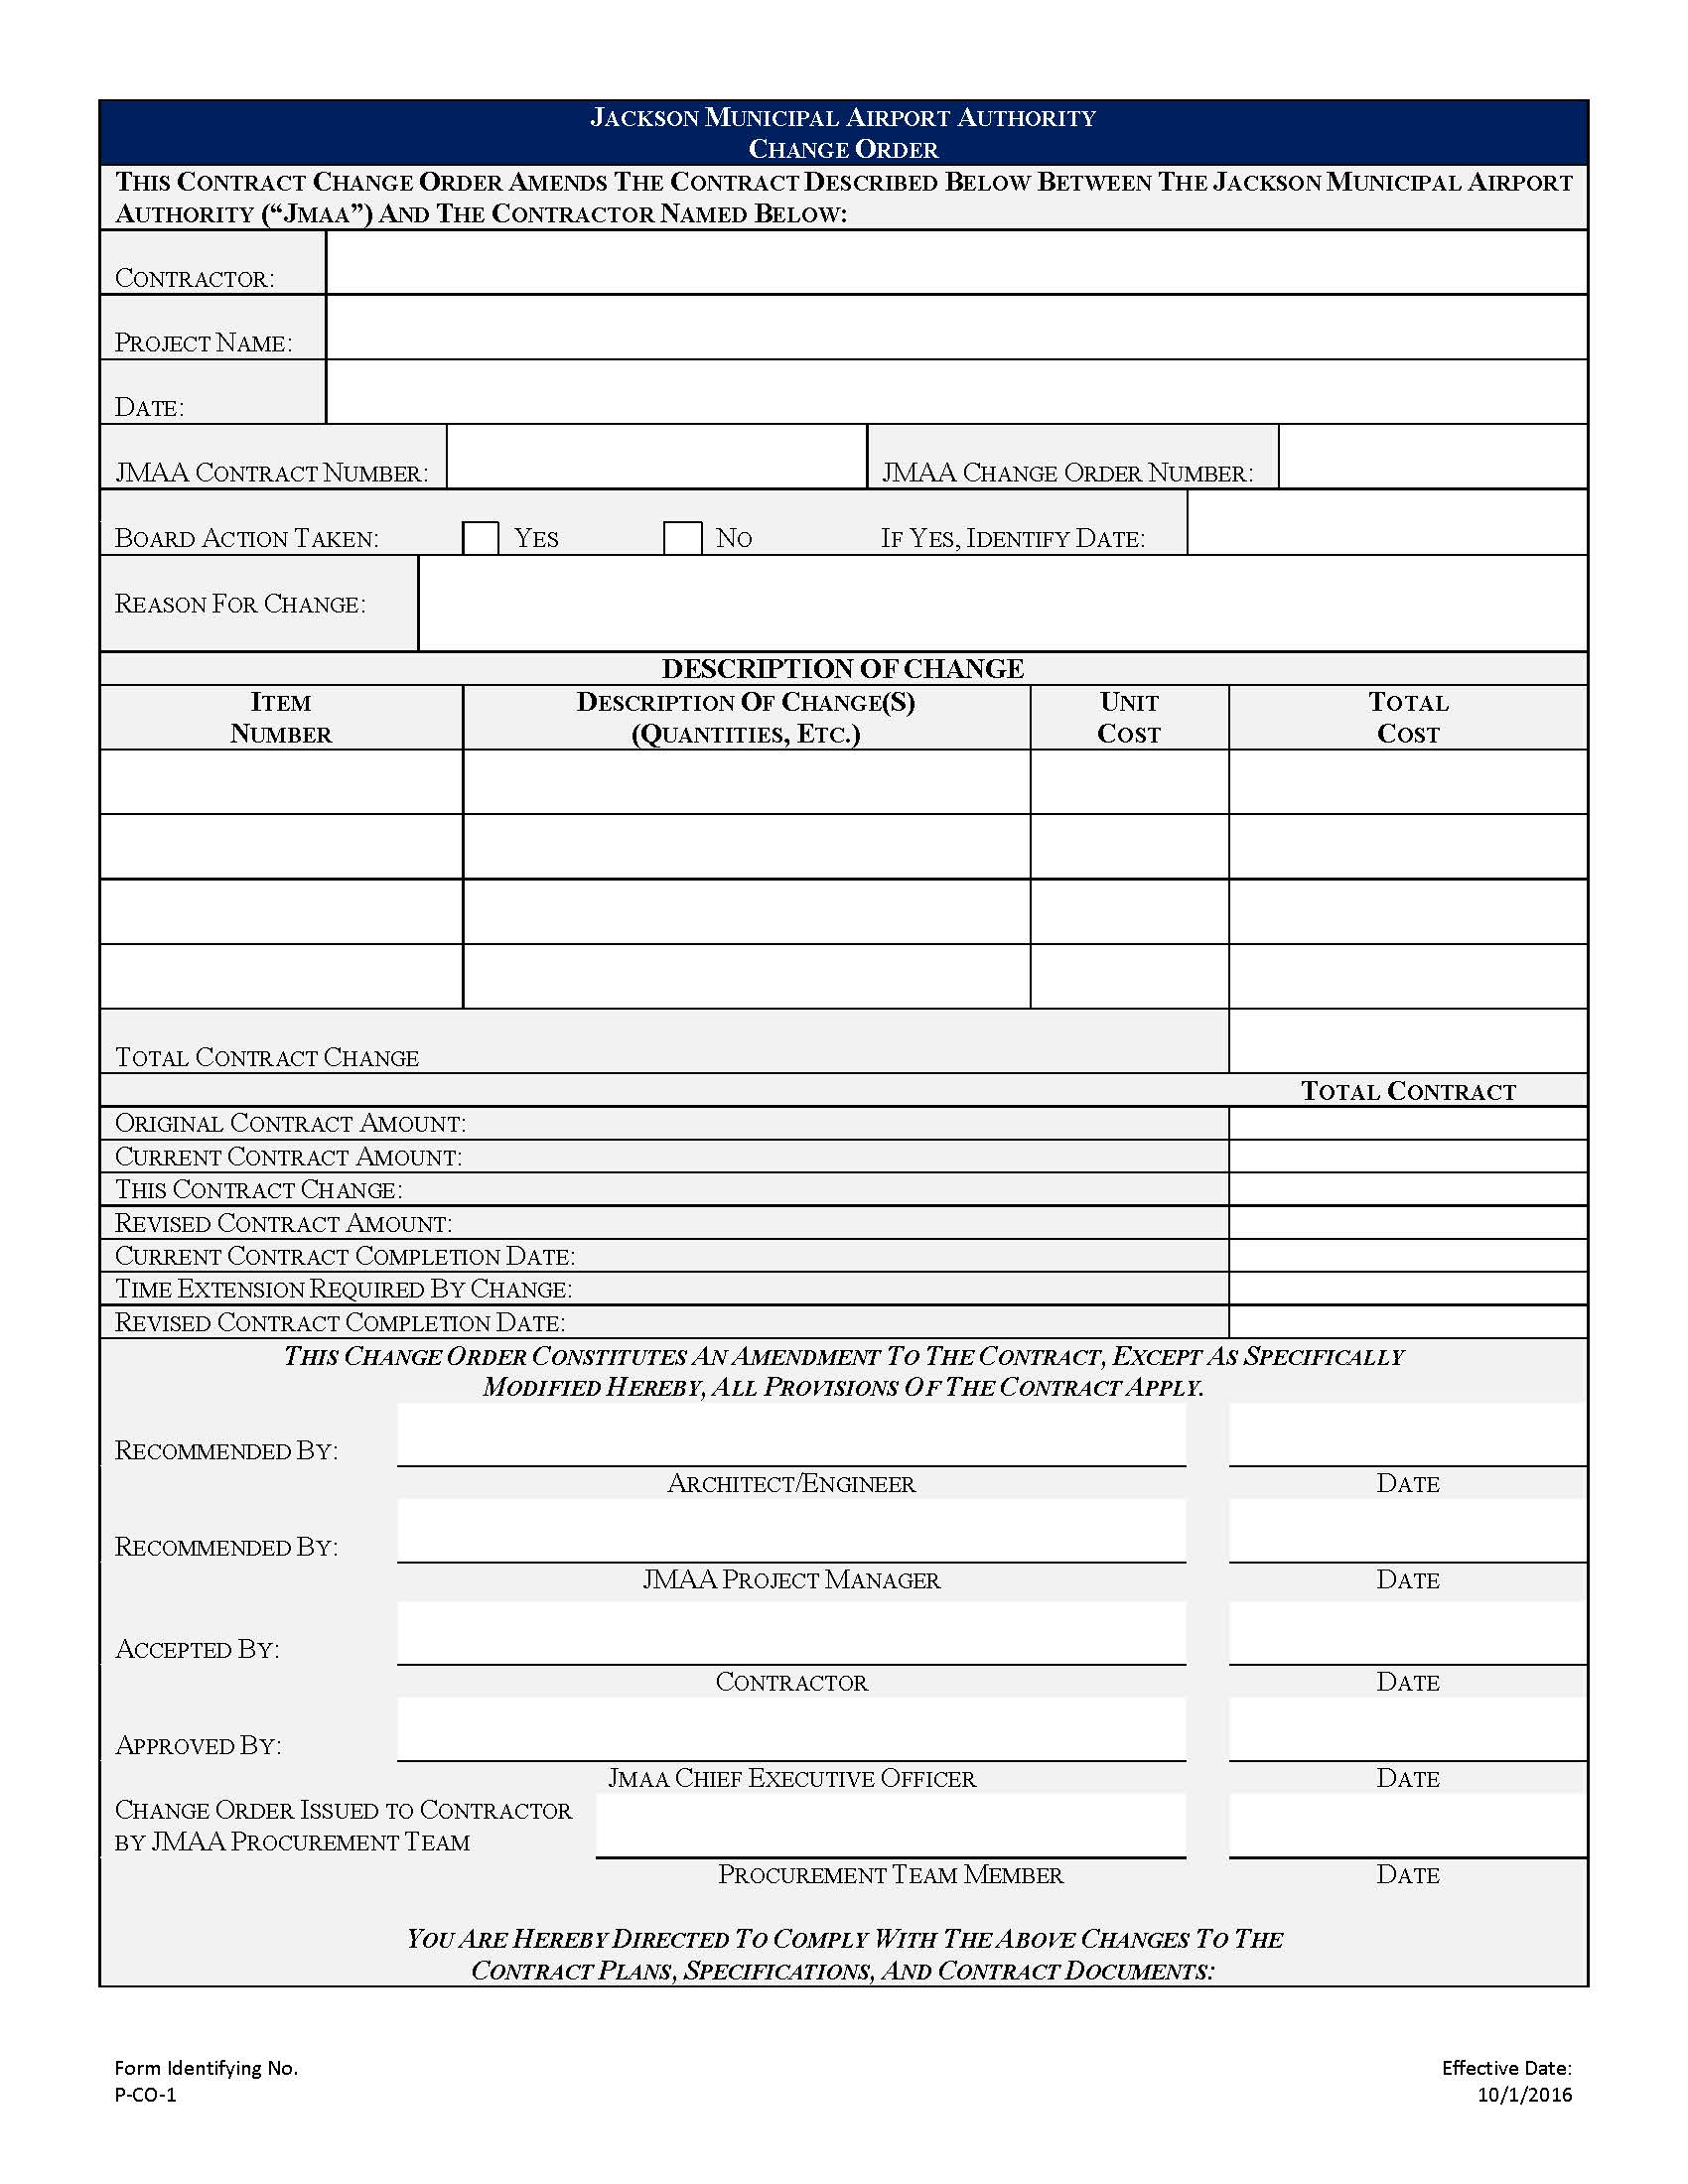 JACKSON MUNICIPAL AIRPORT AUTHORITY
CHANGE ORDER
THIS CONTRACT CHANGE ORDER AMENDS THE CONTRACT DESCRIBED BELOW BETWEEN THE JACKSON MUNICIPAL AIRPORT
AUTHORITY (“JMAA”) AND THE CONTRACTOR NAMED BELOW:
CONTRACTOR:
PROJECT NAME:
DATE:
JMAA CONTRACT NUMBER: JMAA CHANGE ORDER NUMBER:
BOARD ACTION TAKEN: YES NO IF YES, IDENTIFY DATE:
REASON FOR CHANGE:
DESCRIPTION OF CHANGE
ITEM NUMBER
DESCRIPTION OF CHANGE(S) (QUANTITIES, ETC.)
UNIT COST
TOTAL COST
TOTAL CONTRACT CHANGE
TOTAL CONTRACT
ORIGINAL CONTRACT AMOUNT:
CURRENT CONTRACT AMOUNT:
THIS CONTRACT CHANGE:
REVISED CONTRACT AMOUNT:
CURRENT CONTRACT COMPLETION DATE:
TIME EXTENSION REQUIRED BY CHANGE:
REVISED CONTRACT COMPLETION DATE:
THIS CHANGE ORDER CONSTITUTES AN AMENDMENT TO THE CONTRACT, EXCEPT AS SPECIFICALLY
MODIFIED HEREBY, ALL PROVISIONS OF THE CONTRACT APPLY.
RECOMMENDED BY:
ARCHITECT/ENGINEER DATE
RECOMMENDED BY:
JMAA PROJECT MANAGER DATE
ACCEPTED BY:
CONTRACTOR DATE
APPROVED BY:
JMAA CHIEF EXECUTIVE OFFICER DATE
CHANGE ORDER ISSUED TO CONTRACTOR
BY JMAA PROCUREMENT TEAM
PROCUREMENT TEAM MEMBER DATE
YOU ARE HEREBY DIRECTED TO COMPLY WITH THE ABOVE CHANGES TO THE
CONTRACT PLANS, SPECIFICATIONS, AND CONTRACT DOCUMENTS:
Form Identifying No. Effective Date:
P-CO-1 10/1/2016